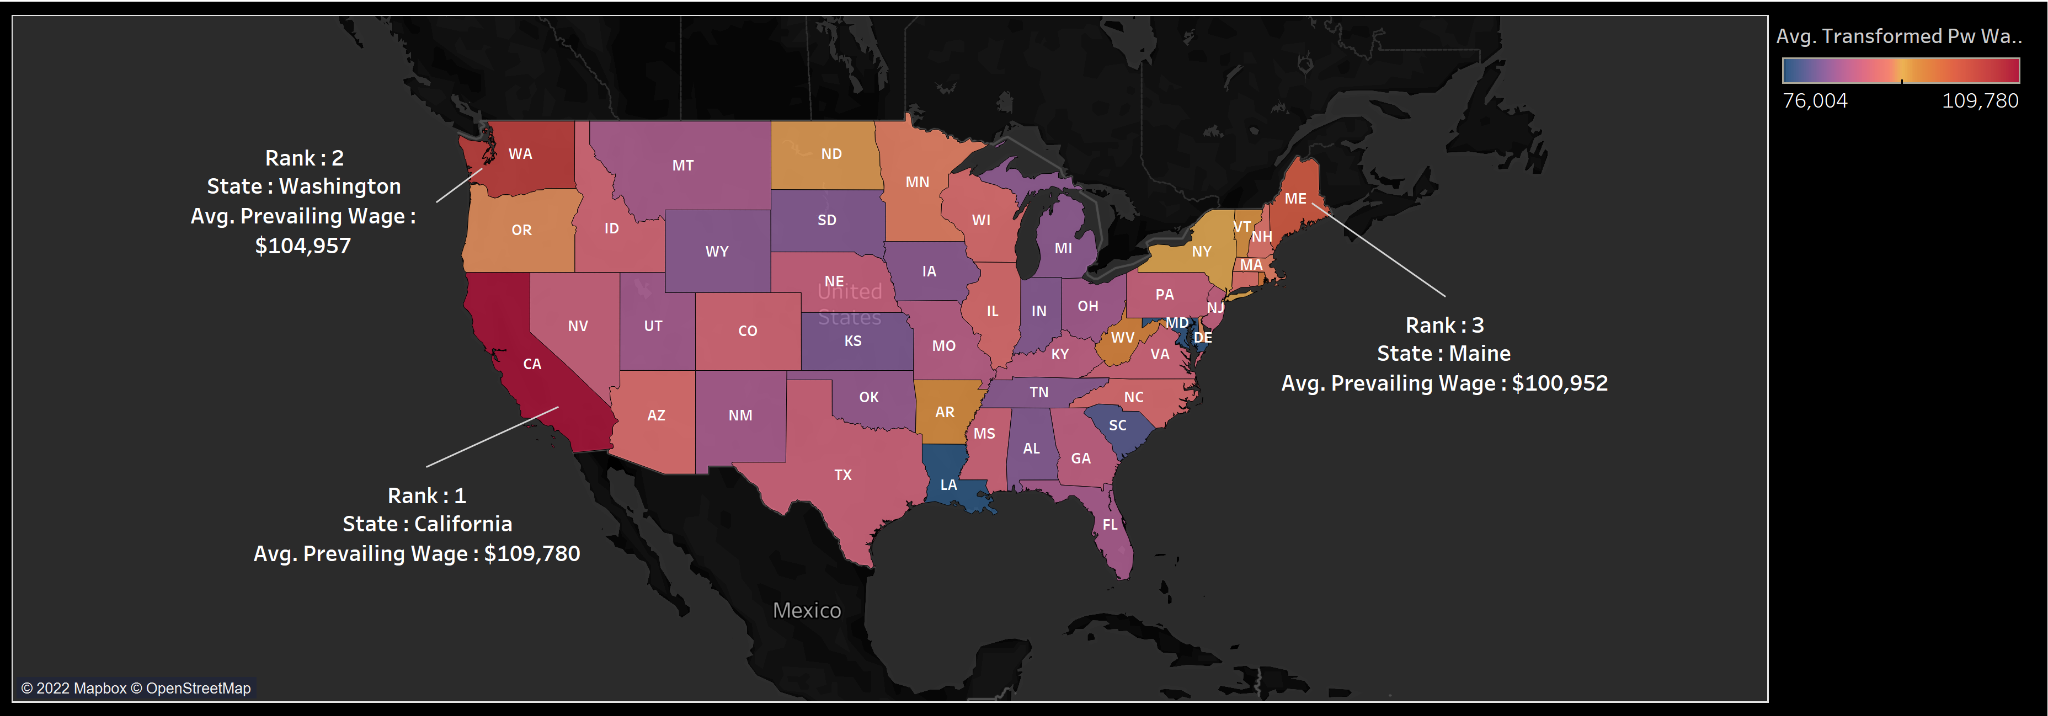 Avg. Transformed Pw Wa..
76,004 109,780
Rank : 2
State : Washington
Avg. Prevailing Wage :
$104,957
Rank : 3
State : Maine
Avg. Prevailing Wage : $100,952
Rank : 1
State : California
Avg. Prevailing Wage : $109,780
WA
MT
ND
MN
ME
OR
ID
SD
WI
VT
NH
WY
MI
NY
IA
MA
NE
United
States
NV
UT
CO
KS
IL
IN
OH
PA
NJ
MO
KY
WV
MD
DE
VA
CA
AZ
NM
OK
AR
TN
NC
MS
AL
GA
SC
TX
LA
FL
Mexico
© 2022 Mapbox © OpenStreetMap